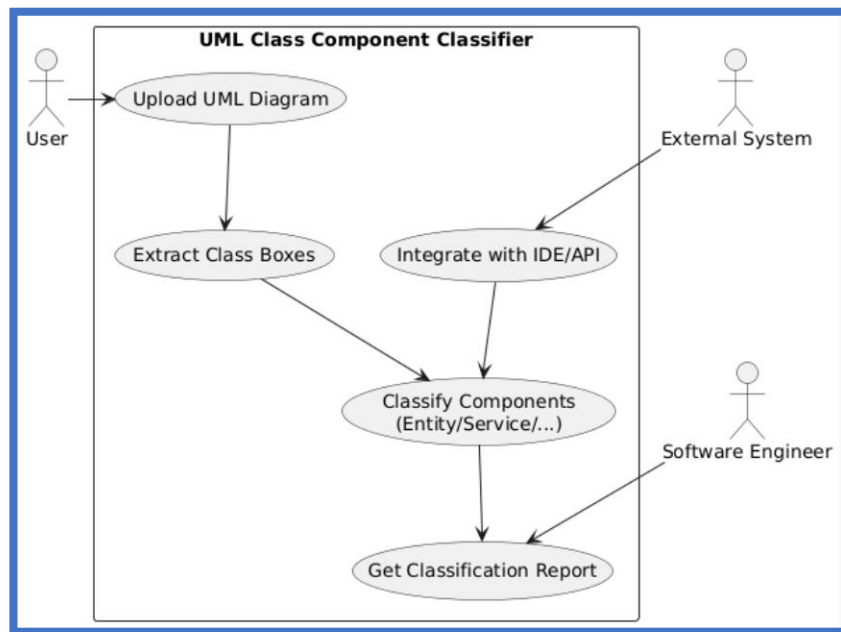 UML Class Component Classifier
Upload UML Diagram
User
External System
Extract Class Boxes
Integrate with IDE/API
Classify Components
(Entity/Service/...)
Software Engineer
Get Classification Report